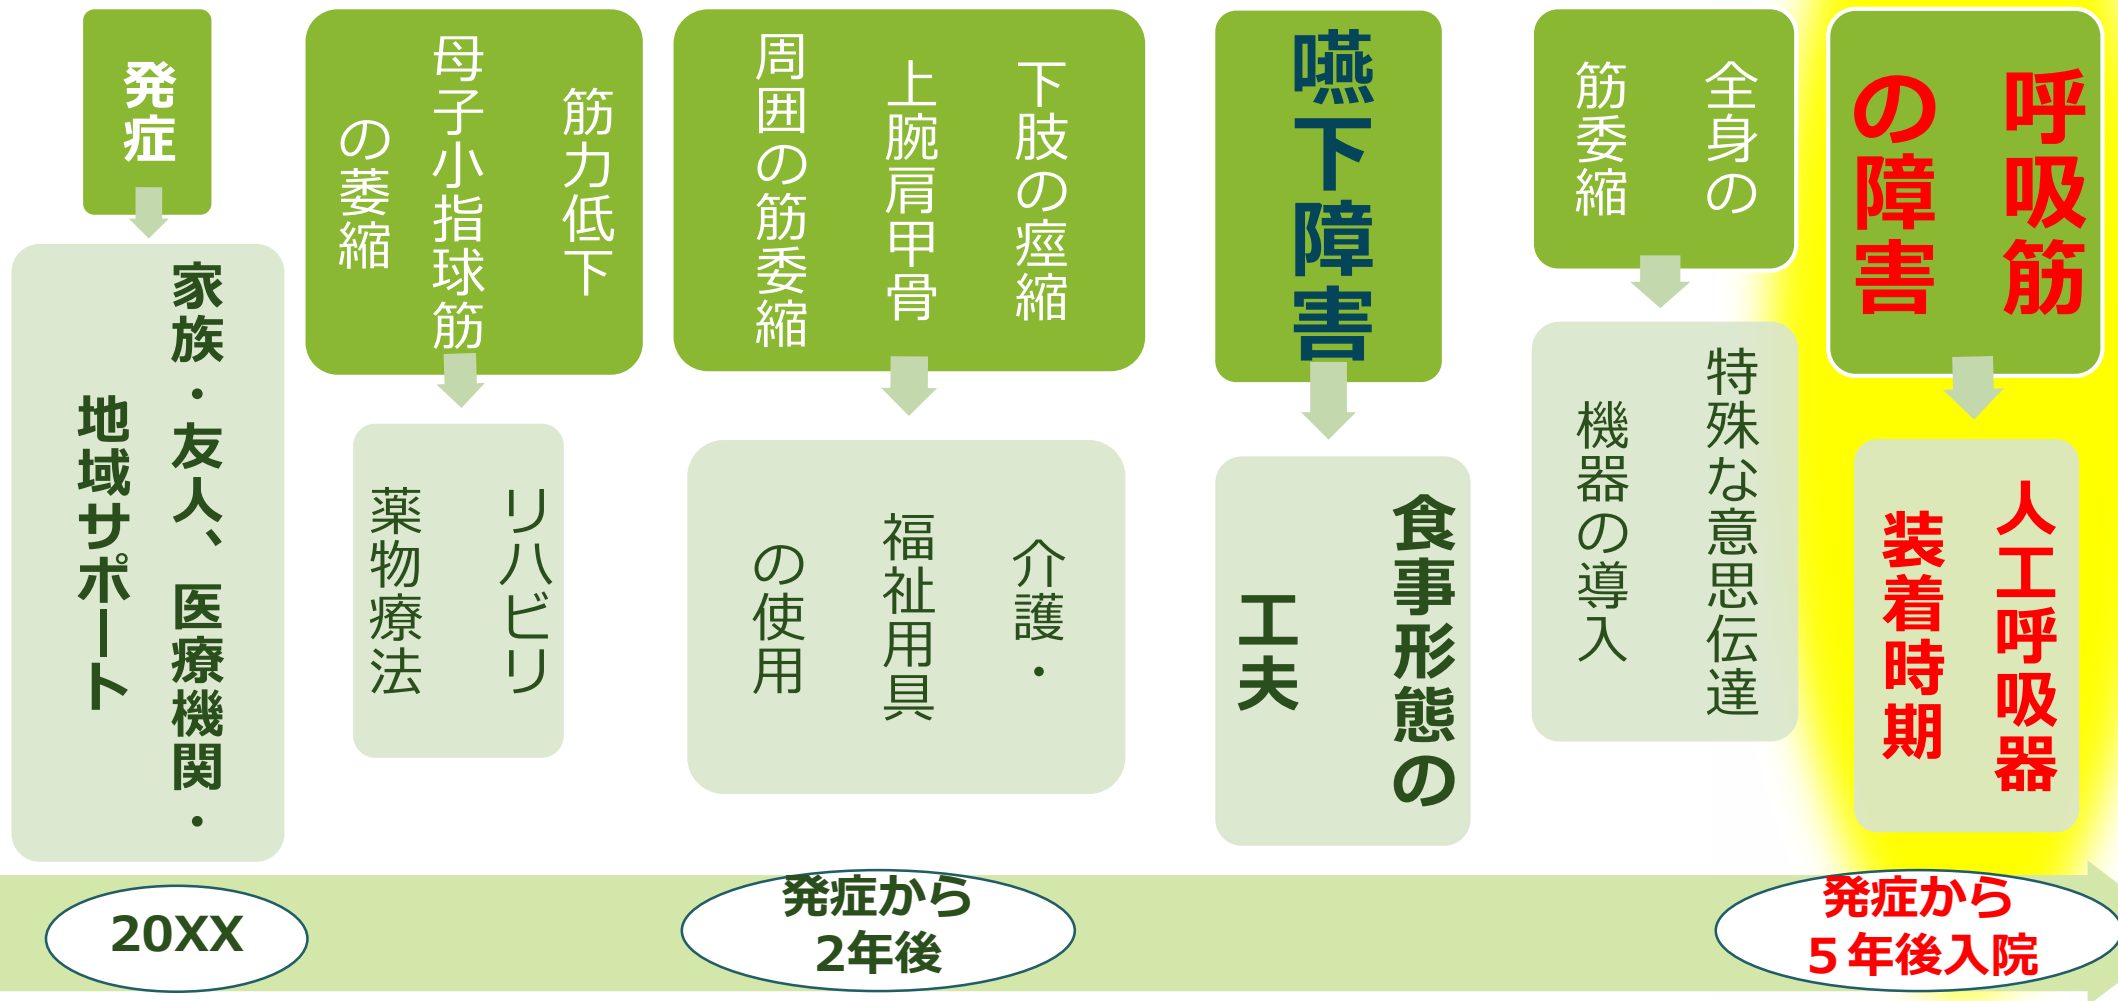 発症
家族・友人、医療機関・
地域サポート
筋力低下
母子小指球筋
の萎縮
リハビリ
薬物療法
下肢の痙縮
上腕肩甲骨
周囲の筋委縮
介護・
福祉用具
の使用
嚥下障害
食事形態の
工夫
全身の
筋委縮
特殊な意思伝達
機器の導入
呼吸筋
の障害
人工呼吸器
装着時期
20XX
発症から
2年後
発症から
５年後入院